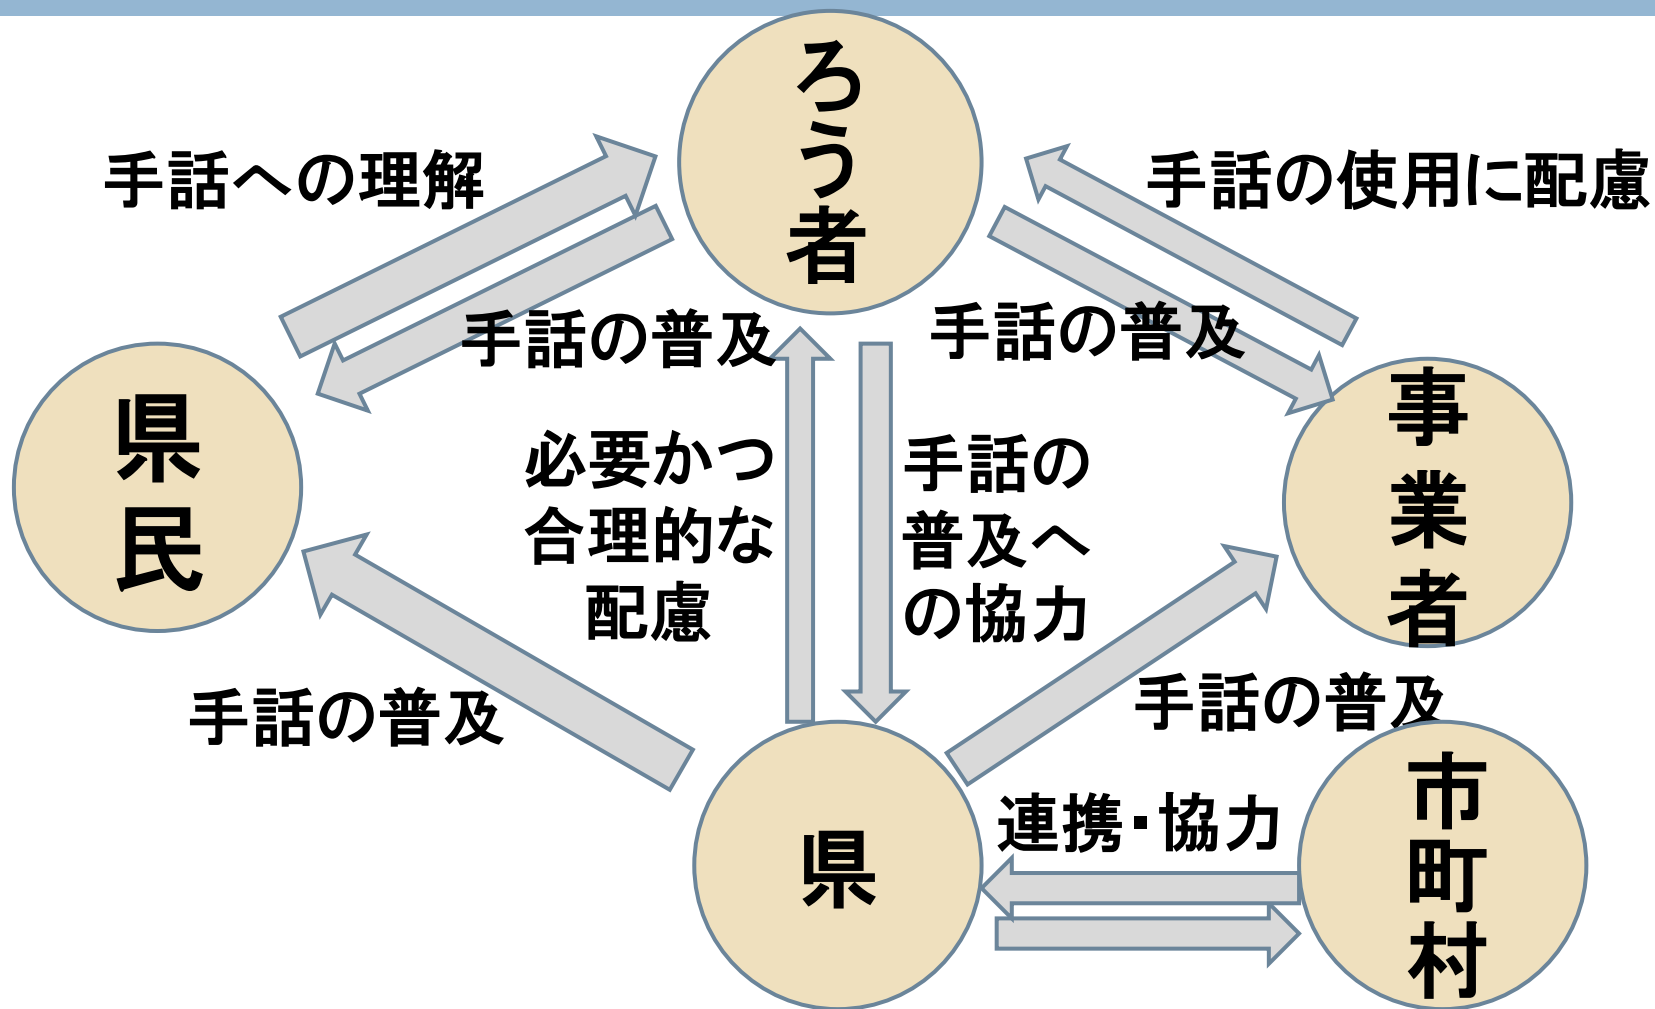 ろう者
手話への理解
手話の使用に配慮
手話の普及
手話の普及
県民
事業者
必要かつ
合理的な
配慮
手話の
普及へ
の協力
手話の普及
手話の普及
連携・協力
県
市町村